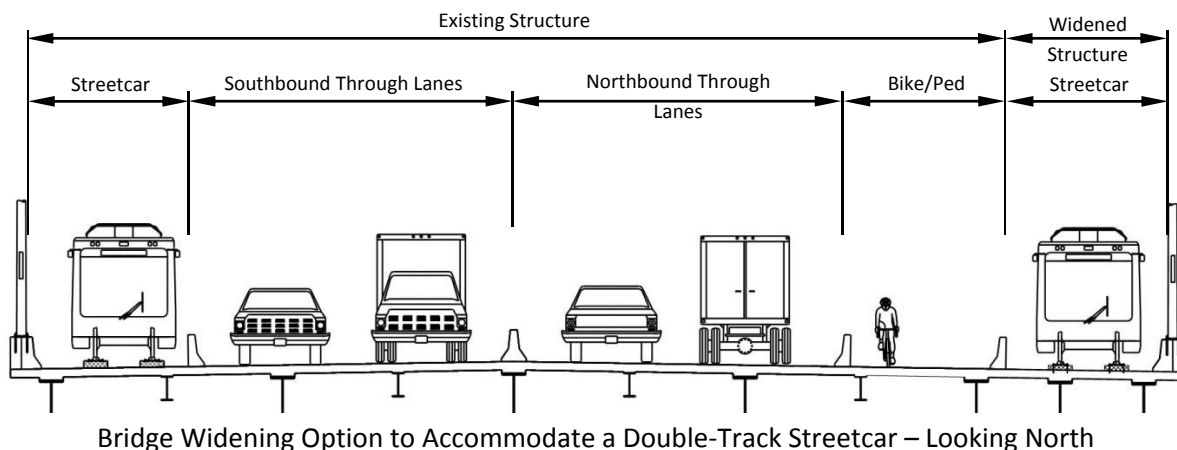 Existing Structure
Widened
Structure
Streetcar
Southbound Through Lanes
Northbound Through
Lanes
Bike/Ped
Streetcar
Bridge Widening Option to Accommodate a Double-Track Streetcar – Looking North